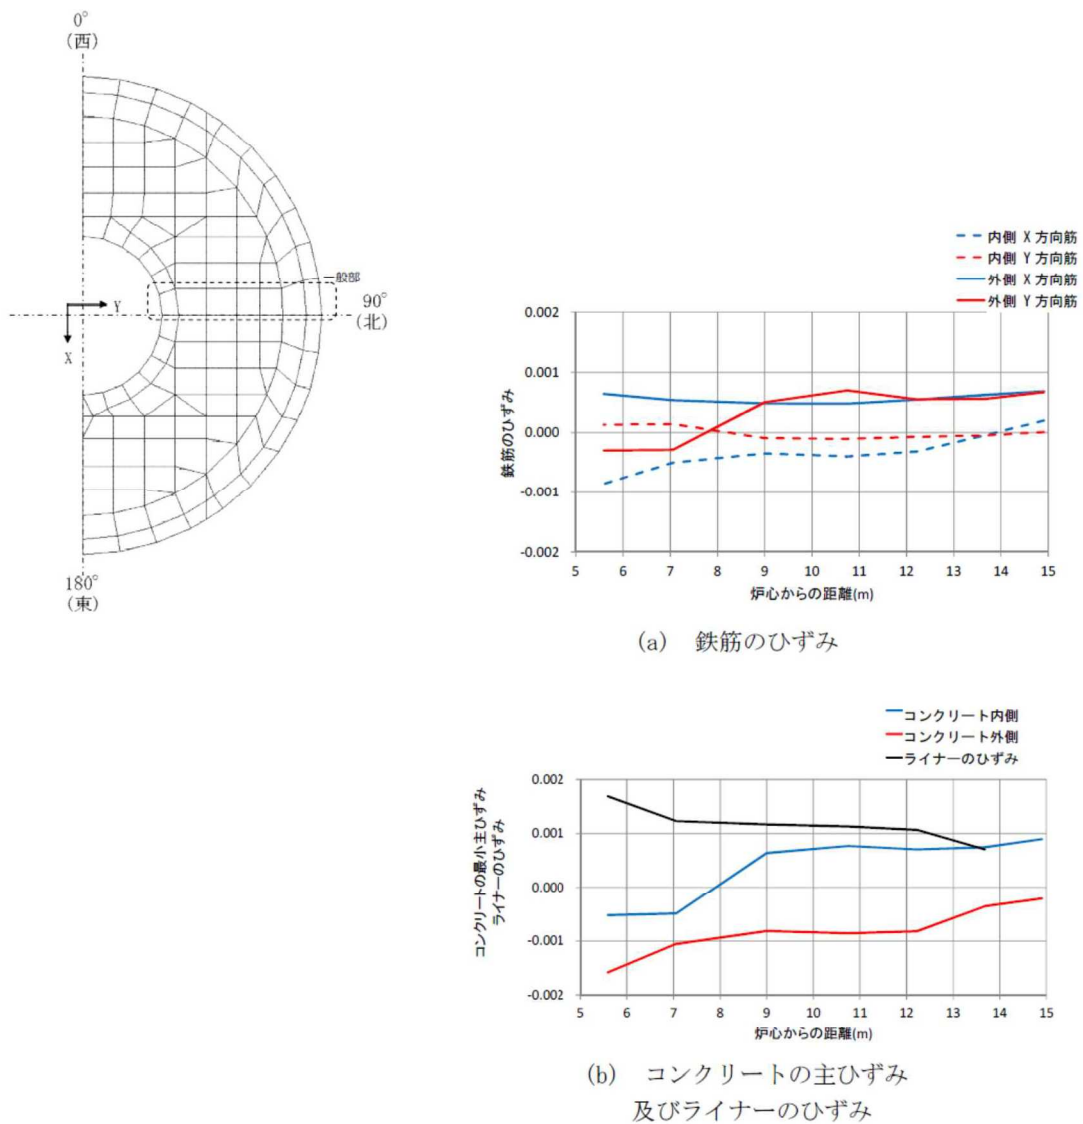 0°
(西)
一般部
Y
90°
(北)
X
180°
(東)
内側 X 方向筋
内側 Y 方向筋
外側 X 方向筋
外側 Y 方向筋
鉄筋のひずみ
0.002
0.001
0.000
-0.001
-0.002
5 6 7 8 9 10 11 12 13 14 15
炉心からの距離(m)
(a) 鉄筋のひずみ
コンクリート内側
コンクリート外側
ライナーのひずみ
コンクリートの最小主ひずみ
ライナーのひずみ
0.002
0.001
0.000
-0.001
-0.002
5 6 7 8 9 10 11 12 13 14 15
炉心からの距離(m)
(b) コンクリートの主ひずみ
及びライナーのひずみ